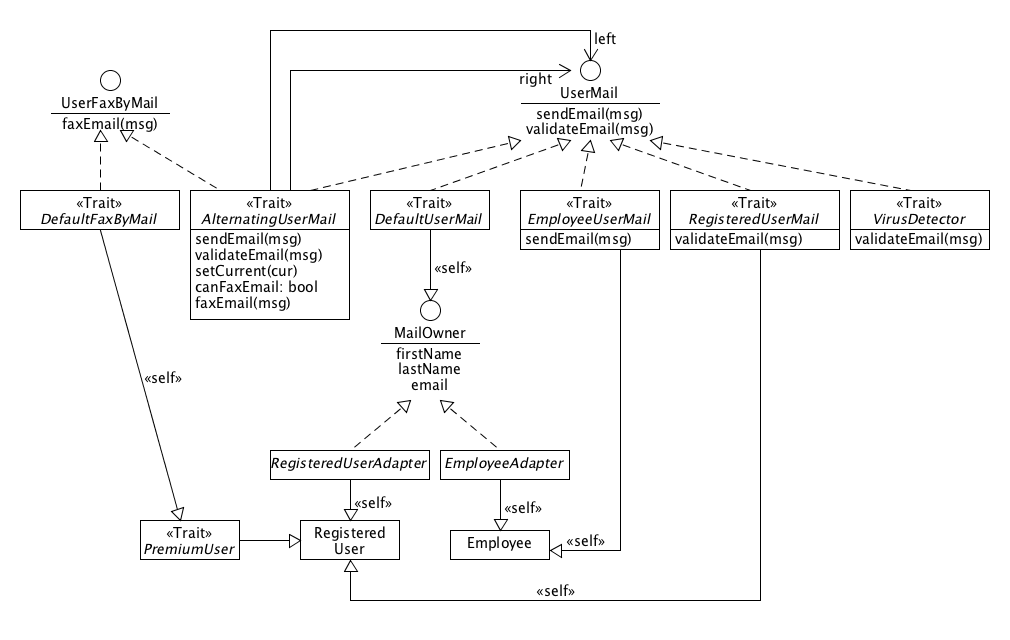 left
right
UserFaxByMail
faxEmail(msg)
UserMail
sendEmail(msg)
validateEmail(msg)
«Trait»
DefaultFaxByMail
«Trait»
AlternatingUserMail
sendEmail(msg)
validateEmail(msg)
setCurrent(cur)
canFaxEmail: bool
faxEmail(msg)
«Trait»
DefaultUserMail
«Trait»
EmployeeUserMail
sendEmail(msg)
«Trait»
RegisteredUserMail
validateEmail(msg)
«Trait»
VirusDetector
validateEmail(msg)
«self»
MailOwner
firstName
lastName
email
«self»
RegisteredUserAdapter
EmployeeAdapter
«self»
«self»
«Trait»
PremiumUser
Registered
User
Employee
«self»
«self»